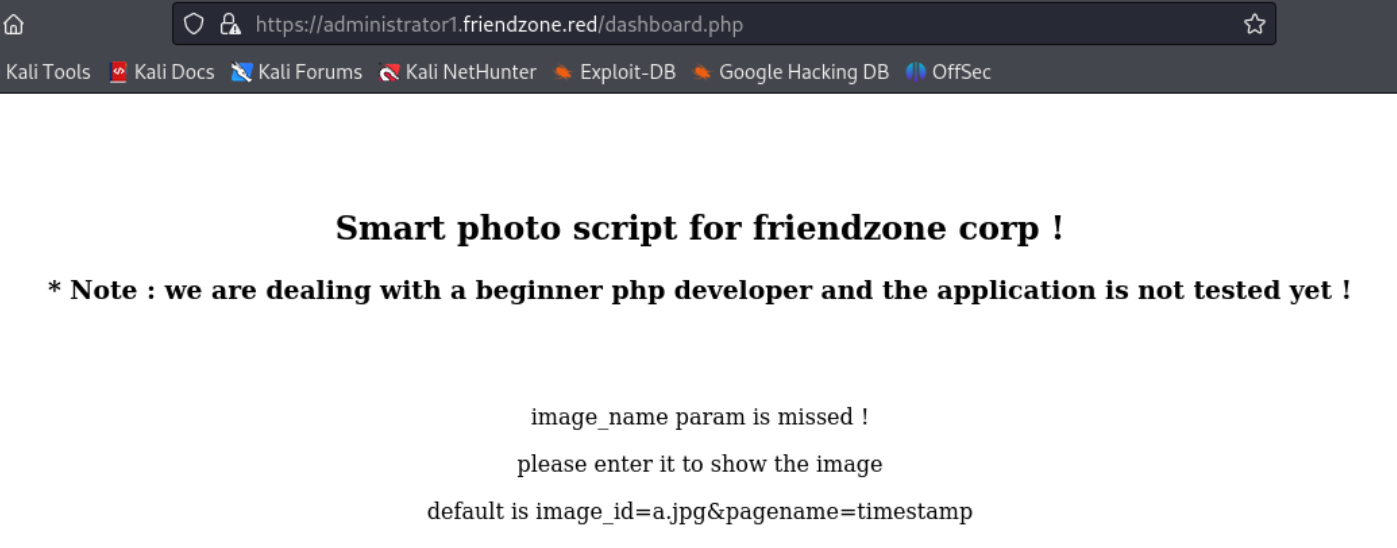 https://administrator1.friendzone.red/dashboard.php
Kali Tools Kali Docs Kali Forums Kali NetHunter Exploit-DB Google Hacking DB OffSec
Smart photo script for friendzone corp !
* Note : we are dealing with a beginner php developer and the application is not tested yet !
image_name param is missed !
please enter it to show the image
default is image_id=a.jpg&pagename=timestamp